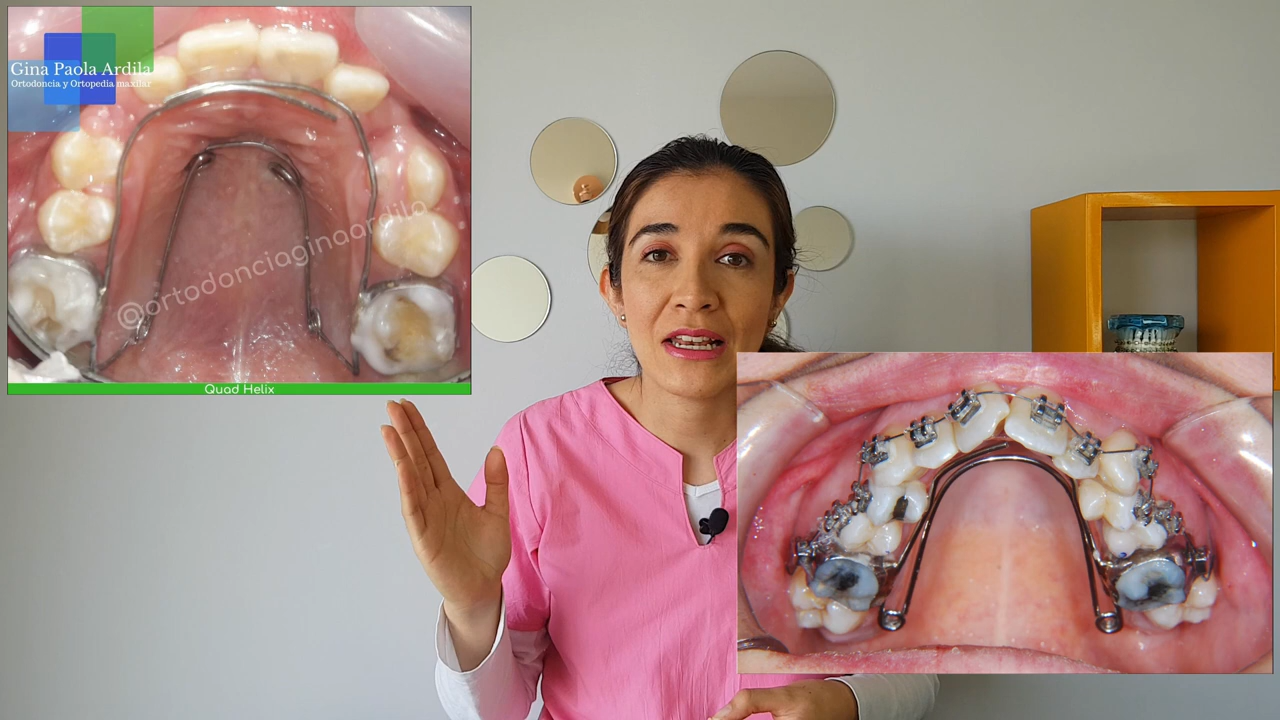 Gina Paola Ardila
Ortodoncia y Ortopedia maxilar
@ortodonciaginaardila
Quad Helix